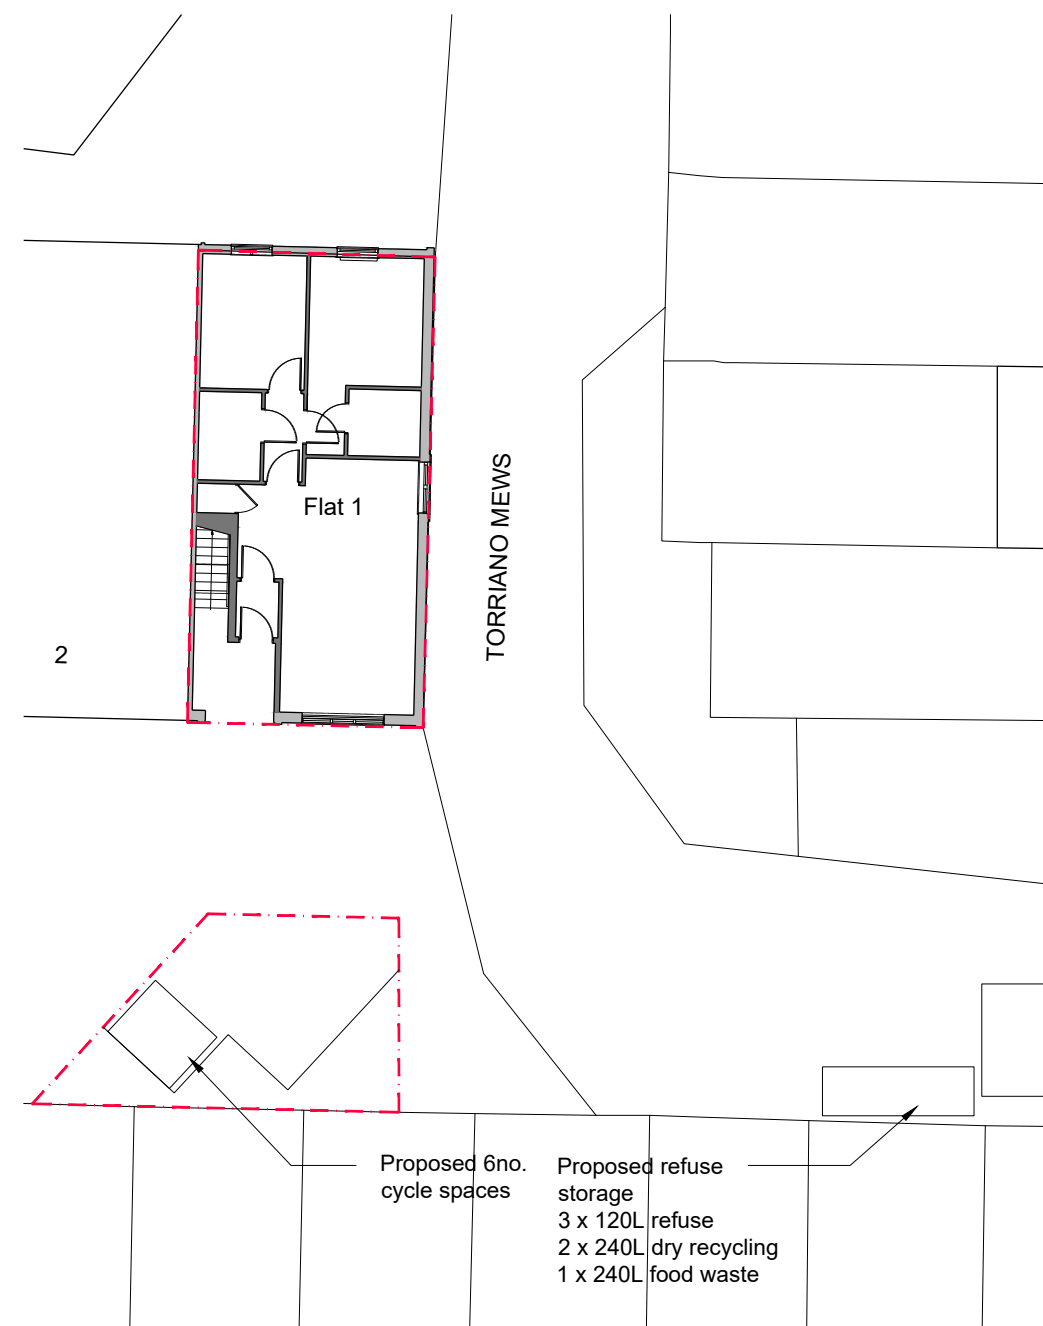 Flat 1
TORRIANO MEWS
2
Proposed 6no.
cycle spaces
Proposed refuse
storage
3 x 120L refuse
2 x 240L dry recycling
1 x 240L food waste